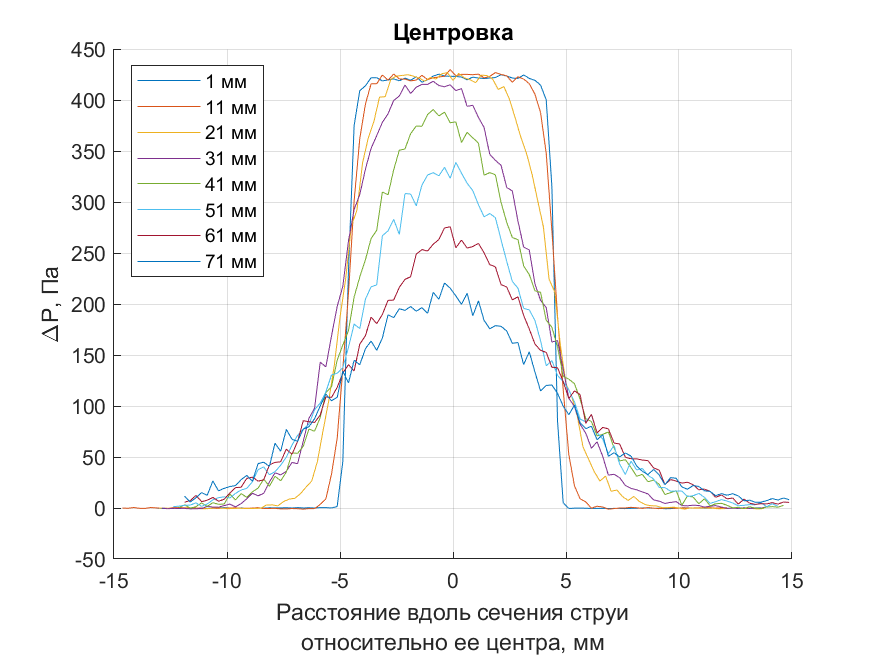 Центровка
450
400
350
300
250
200
150
100
50
0
-50
ΔP, Па
1 мм
11 мм
21 мм
31 мм
41 мм
51 мм
61 мм
71 мм
-15 -10 -5 0 5 10 15
Расстояние вдоль сечения струи
относительно ее центра, мм